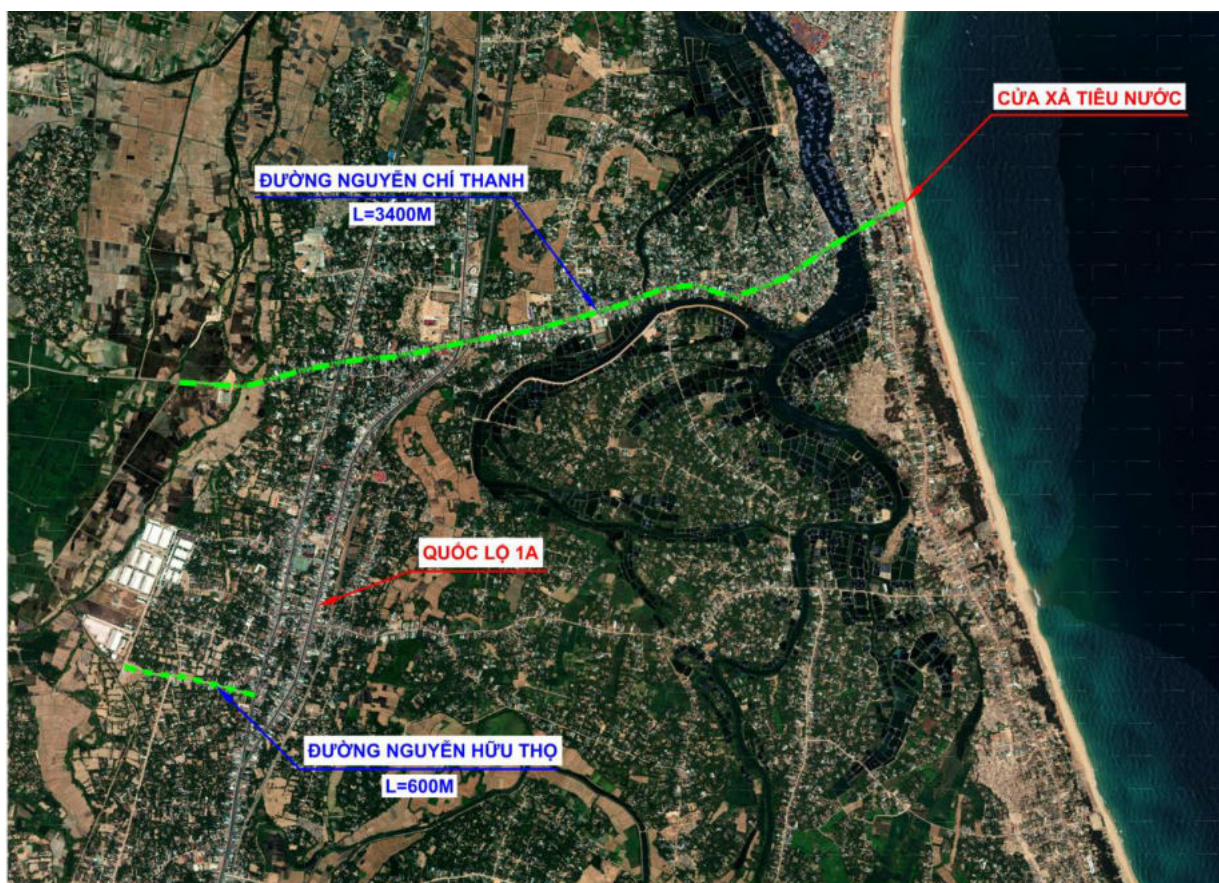 CỬA XẢ TIÊU NƯỚC
ĐƯỜNG NGUYỄN CHÍ THANH
L=3400M
QUỐC LỘ 1A
ĐƯỜNG NGUYỄN HỮU THỌ
L=600M